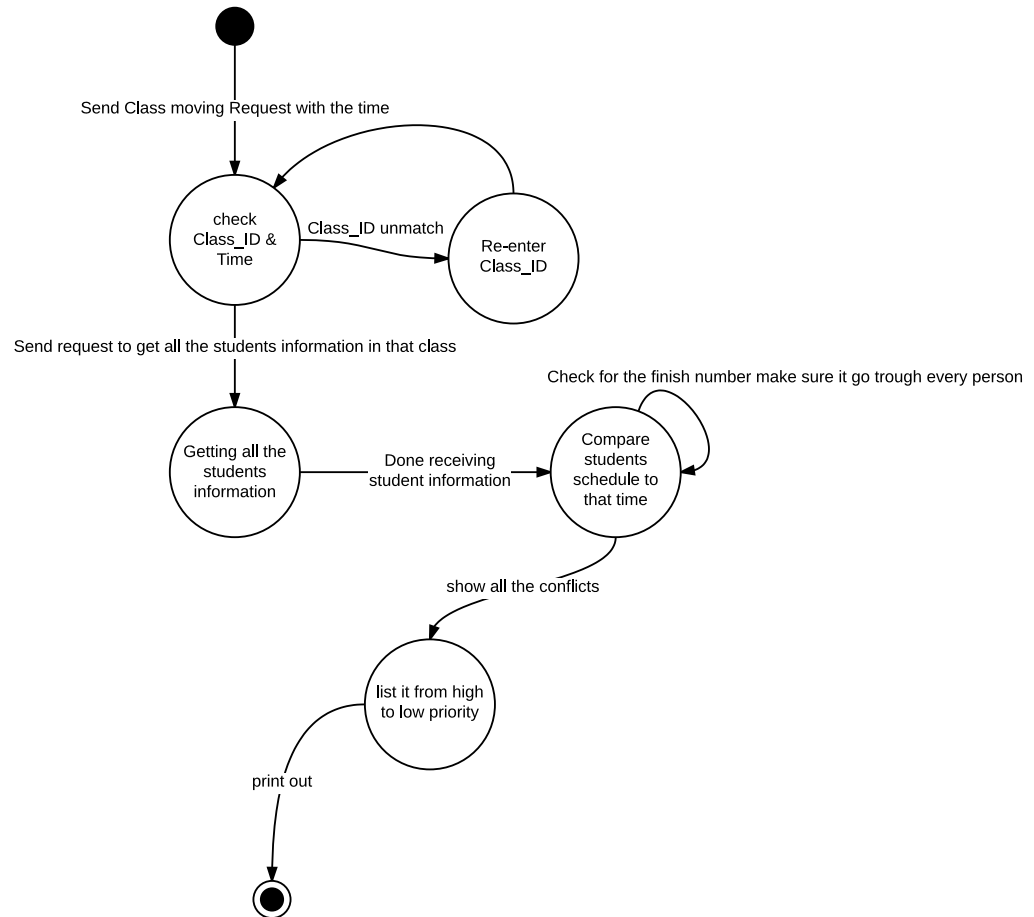 Send Class moving Request with the time
check
Class_ID &
Time
Class_ID unmatch
Re-enter
Class_ID
Send request to get all the students information in that class
Check for the finish number make sure it go trough every person
Getting all the
students
information
Done receiving
student information
Compare
students
schedule to
that time
show all the conflicts
list it from high
to low priority
print out